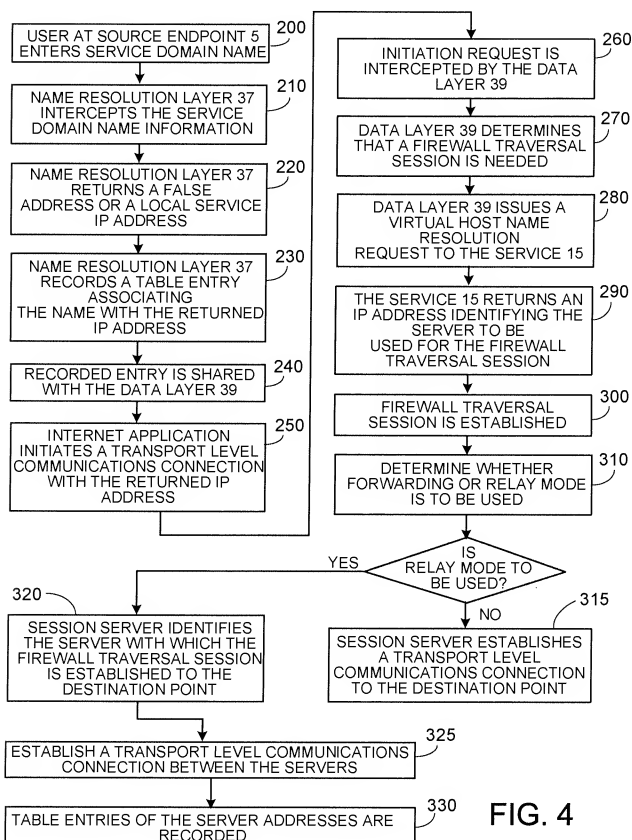 USER AT SOURCE ENDPOINT 5
ENTERS SERVICE DOMAIN NAME
200
NAME RESOLUTION LAYER 37
INTERCEPTS THE SERVICE
DOMAIN NAME INFORMATION
210
NAME RESOLUTION LAYER 37
RETURNS A FALSE
ADDRESS OR A LOCAL SERVICE
IP ADDRESS
220
NAME RESOLUTION LAYER 37
RECORDS A TABLE ENTRY
ASSOCIATING
THE NAME WITH THE RETURNED
IP ADDRESS
230
RECORDED ENTRY IS SHARED
WITH THE DATA LAYER 39
240
INTERNET APPLICATION
INITIATES A TRANSPORT LEVEL
COMMUNICATIONS CONNECTION
WITH THE RETURNED IP
ADDRESS
250
INITIATION REQUEST IS
INTERCEPTED BY THE DATA
LAYER 39
260
DATA LAYER 39 DETERMINES
THAT A FIREWALL TRAVERSAL
SESSION IS NEEDED
270
DATA LAYER 39 ISSUES A
VIRTUAL HOST NAME
RESOLUTION
REQUEST TO THE SERVICE 15
280
THE SERVICE 15 RETURNS AN
IP ADDRESS IDENTIFYING THE
SERVER TO BE
USED FOR THE FIREWALL
TRAVERSAL SESSION
290
FIREWALL TRAVERSAL
SESSION IS ESTABLISHED
300
DETERMINE WHETHER
FORWARDING OR RELAY MODE
IS TO BE USED
310
IS
RELAY MODE TO
BE USED?
YES
NO
315
SESSION SERVER ESTABLISHES
A TRANSPORT LEVEL
COMMUNICATIONS CONNECTION
TO THE DESTINATION POINT
320
SESSION SERVER IDENTIFIES
THE SERVER WITH WHICH THE
FIREWALL TRAVERSAL SESSION
IS ESTABLISHED TO THE
DESTINATION POINT
ESTABLISH A TRANSPORT LEVEL COMMUNICATIONS
CONNECTION BETWEEN THE SERVERS
325
TABLE ENTRIES OF THE SERVER ADDRESSES ARE
RECORDED
330
FIG. 4